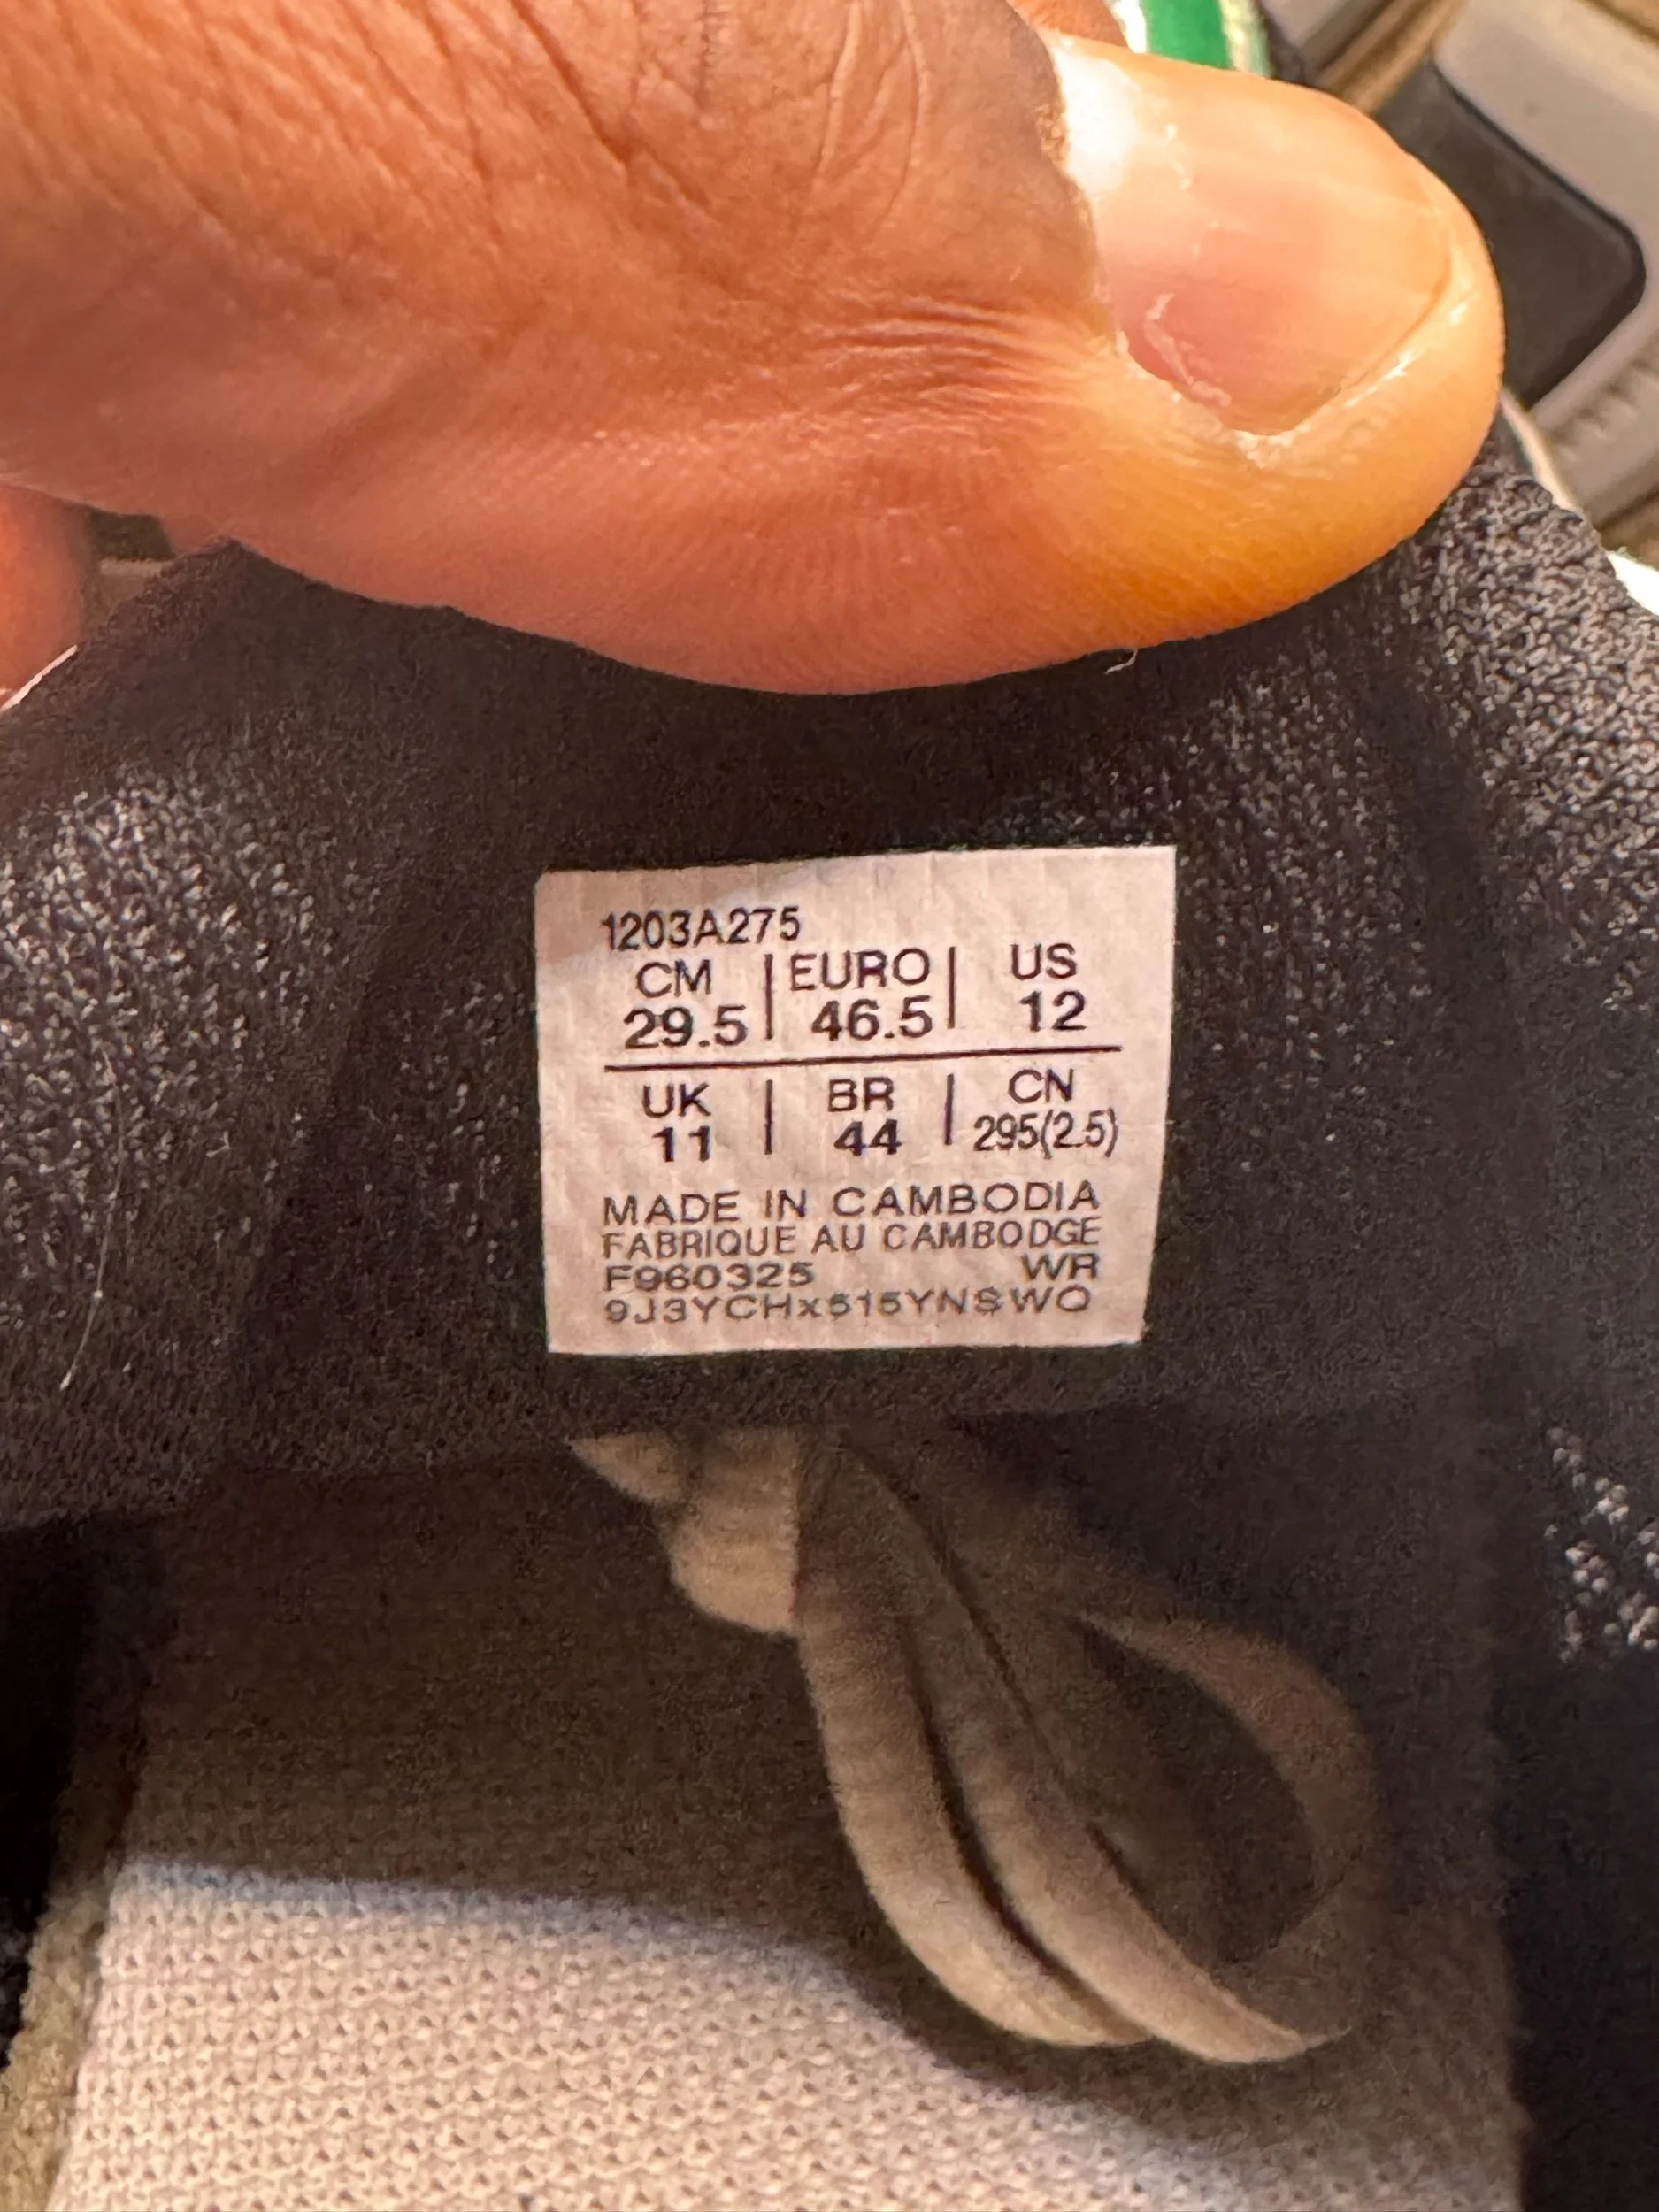 1203A275
CM | EURO | US
29.5 | 46.5 | 12
UK | BR | CN
11 | 44 | 295(2.5)
MADE IN CAMBODIA
FABRIQUE AU CAMBODGE
F960325 WR
9J3YCHx515YNSWO